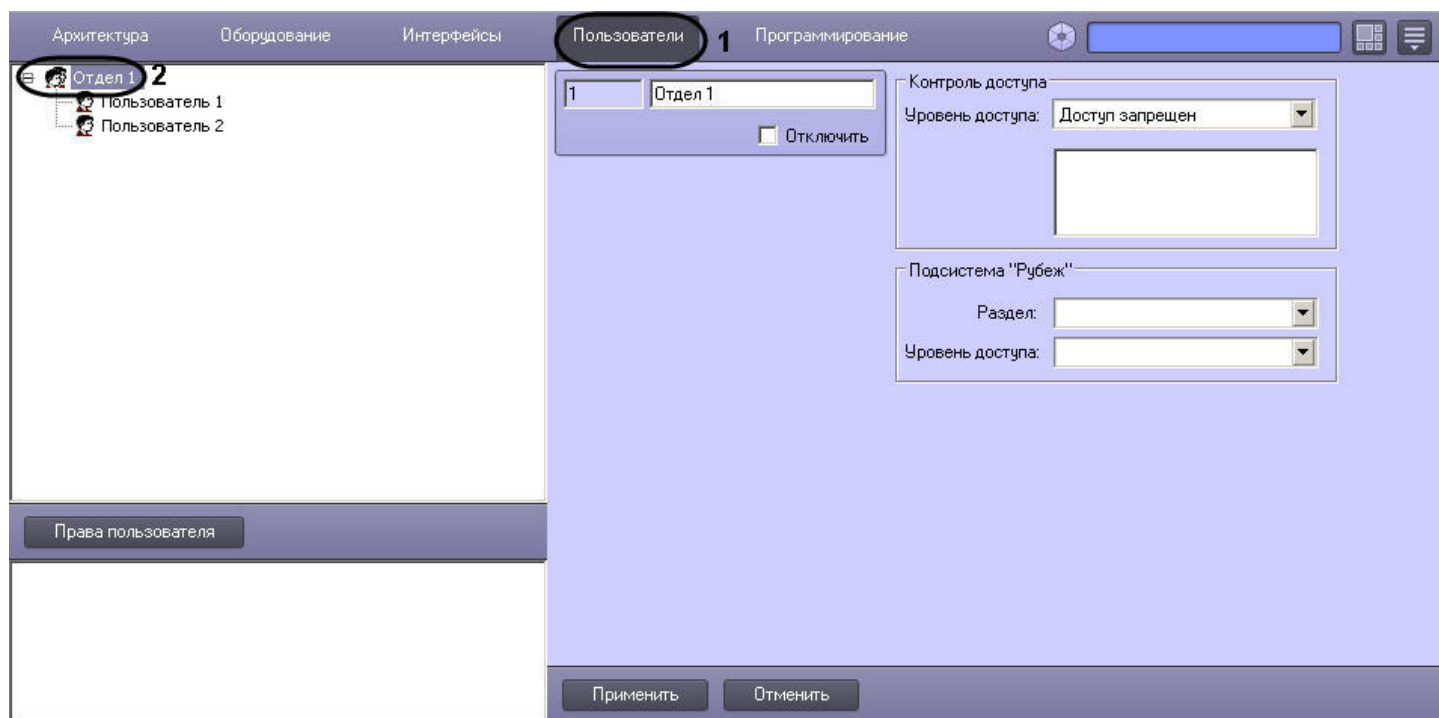 Архитектура Оборудование Интерфейсы Пользователи 1 Программирование
Отдел 1 2
Пользователь 1
Пользователь 2
Права пользователя
1 Отдел 1
Отключить
Контроль доступа
Уровень доступа: Доступ запрещен
Подсистема "Рубеж"
Раздел:
Уровень доступа:
Применить Отменить